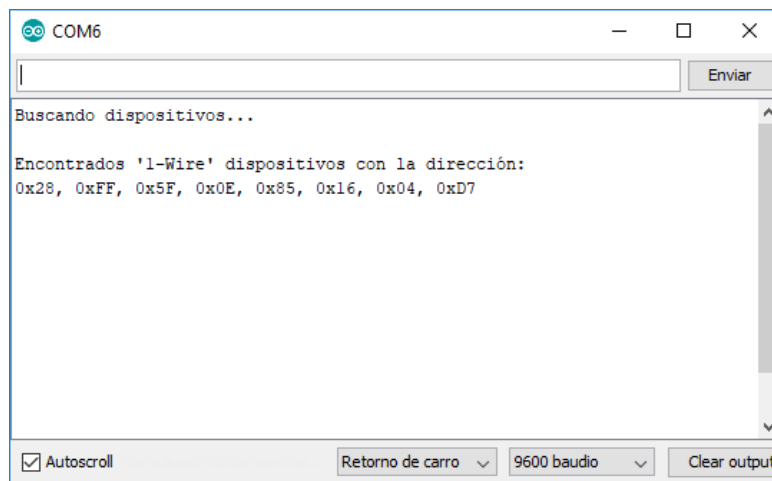 COM6
Enviar
Buscando dispositivos...
Encontrados '1-Wire' dispositivos con la dirección:
0x28, 0xFF, 0x5F, 0x0E, 0x85, 0x16, 0x04, 0xD7
Autoscroll
Retorno de carro
9600 baudio
Clear output